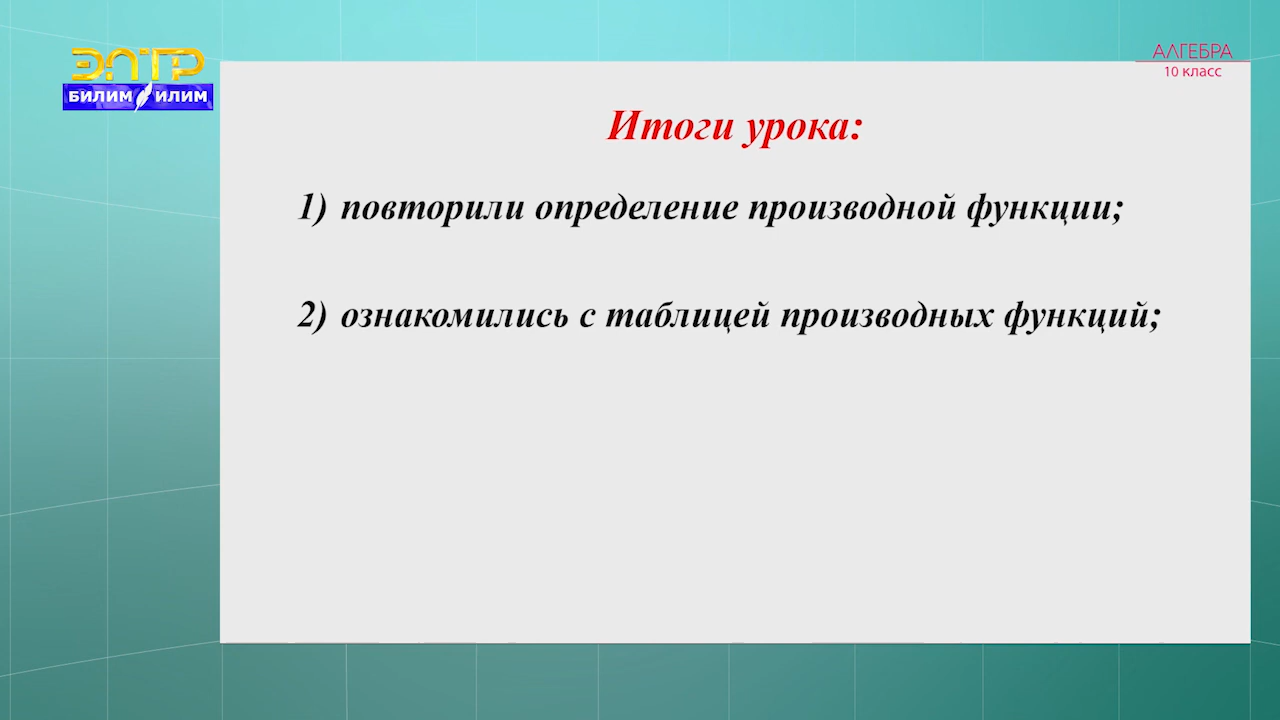 ЭЛТР
БИЛИМ ИЛИМ
АЛГЕБРА
10 класс
Итоги урока:
1) повторили определение производной функции;
2) ознакомились с таблицей производных функций;